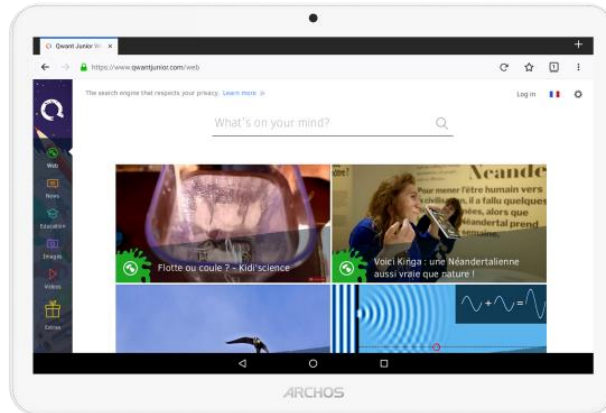 Qwant Junior W
https://www.qwantjunior.com/web
The search engine that respects your privacy. Learn more
Log in
What's on your mind?
Web
News
Education
Images
Videos
Extras
Flotte ou coule ? - Kidi'science
Neande
Pour mener l'être humain vers
il a fallu quelques
alors que
Néandertal prend
semaine.
Voici Kinga : une Néandertalienne
aussi vraie que nature !
ARCHOS